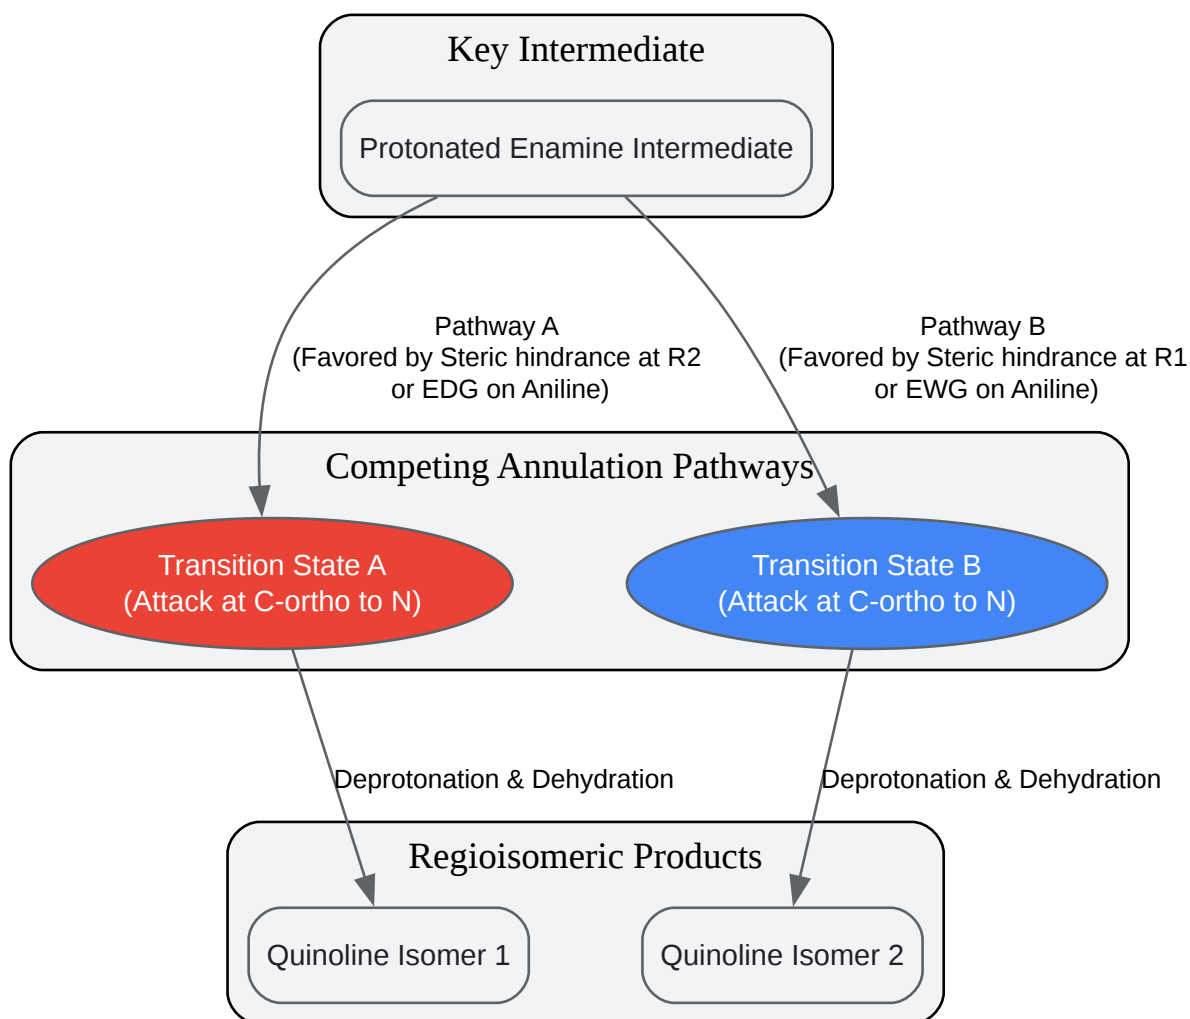 Key Intermediate
Protonated Enamine Intermediate
Pathway A
(Favored by Steric hindrance at R2
or EDG on Aniline)
Pathway B
(Favored by Steric hindrance at R1
or EWG on Aniline)
Competing Annulation Pathways
Transition State A
(Attack at C-ortho to N)
Transition State B
(Attack at C-ortho to N)
Deprotonation & Dehydration
Deprotonation & Dehydration
Regioisomeric Products
Quinoline Isomer 1
Quinoline Isomer 2